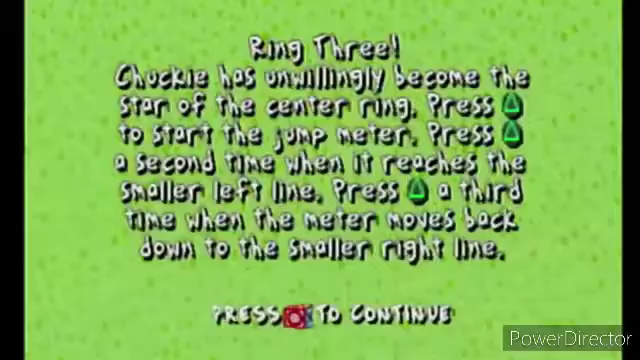 Ring Three!
Chuckie has unwillingly become the
star of the center ring. Press
to start the jump meter. Press
a second time when it reaches the
smaller left line. Press a third
time when the meter moves back
down to the smaller right line.
PRESS TO CONTINUE
PowerDirector